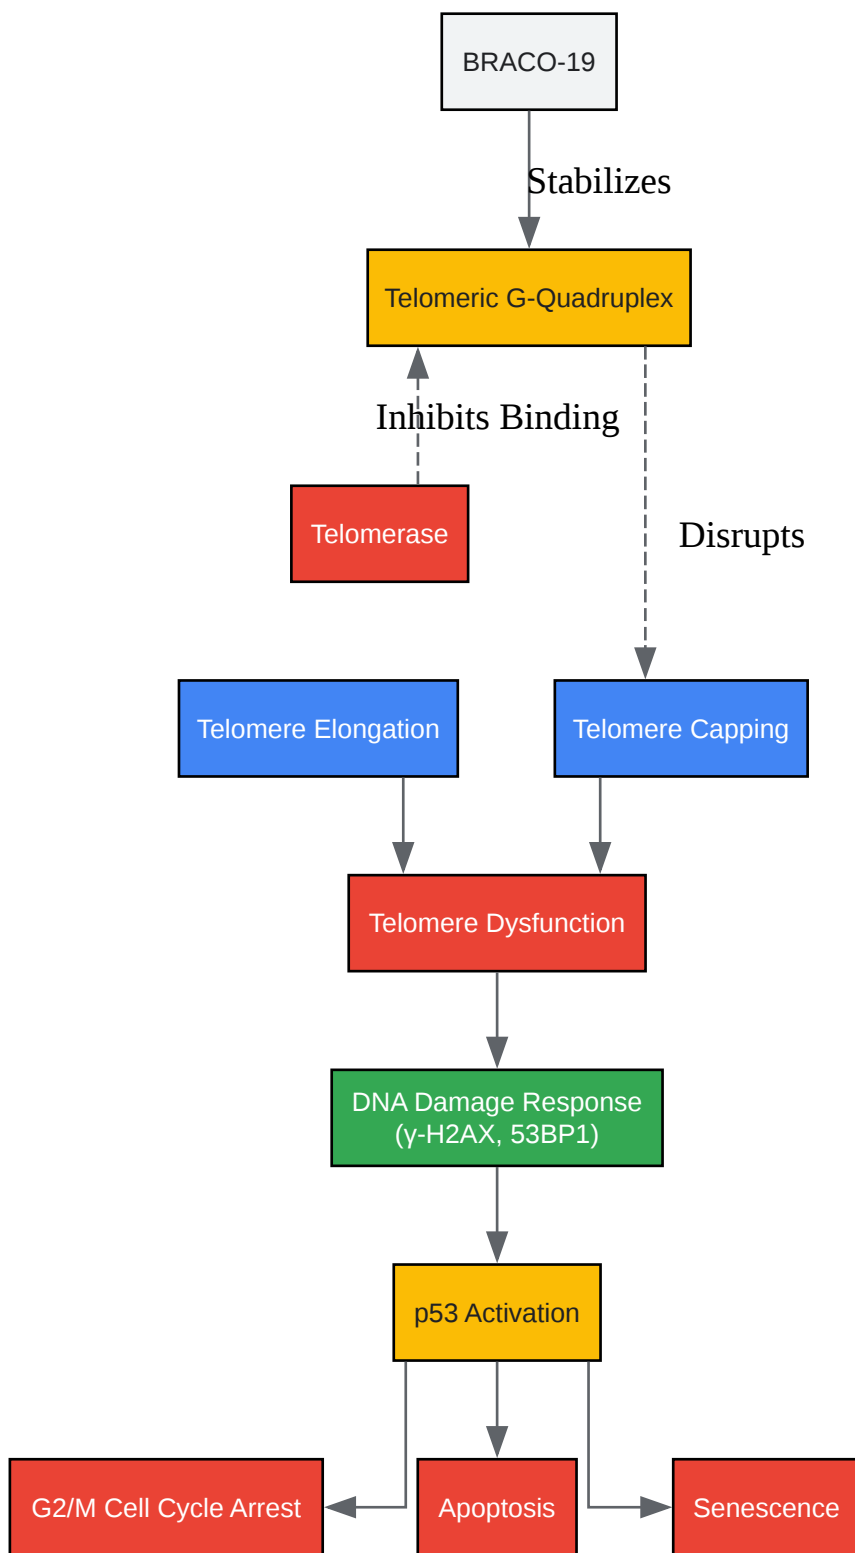 BRACO-19
Stabilizes
Telomeric G-Quadruplex
Inhibits Binding
Telomerase
Disrupts
Telomere Elongation
Telomere Capping
Telomere Dysfunction
DNA Damage Response
(γ-H2AX, 53BP1)
p53 Activation
G2/M Cell Cycle Arrest
Apoptosis
Senescence